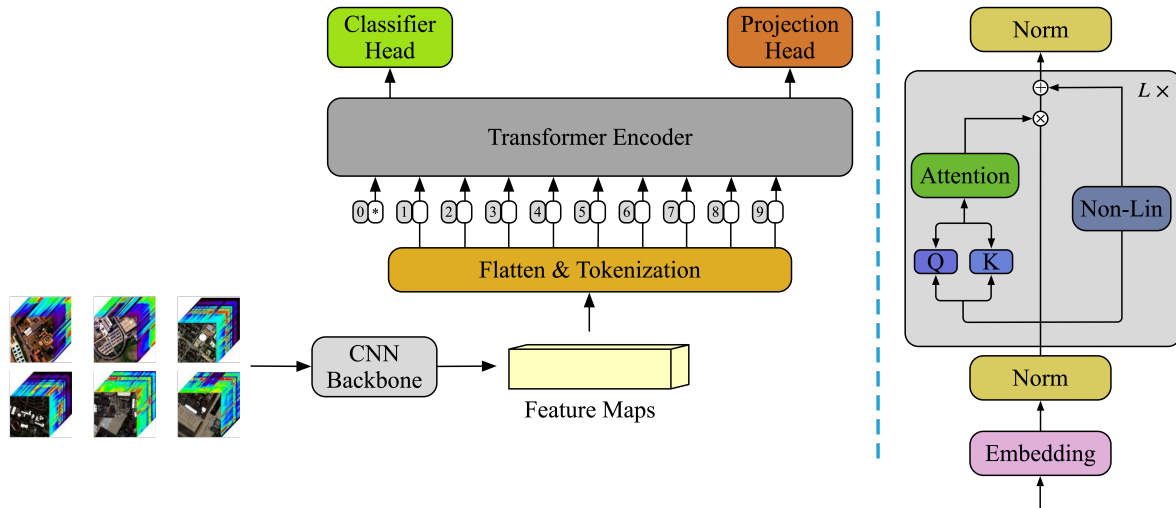 Classifier
Head
Projection
Head
Transformer Encoder
0 * 1 2 3 4 5 6 7 8 9
Flatten & Tokenization
CNN
Backbone
Feature Maps
Norm
L ×
Attention
Non-Lin
Q K
Norm
Embedding